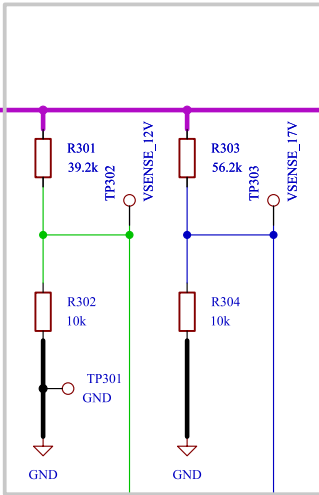 R301
39.2k
TP302
VSENSE_12V
R303
56.2k
TP303
VSENSE_17V
R302
10k
R304
10k
TP301
GND
GND
GND